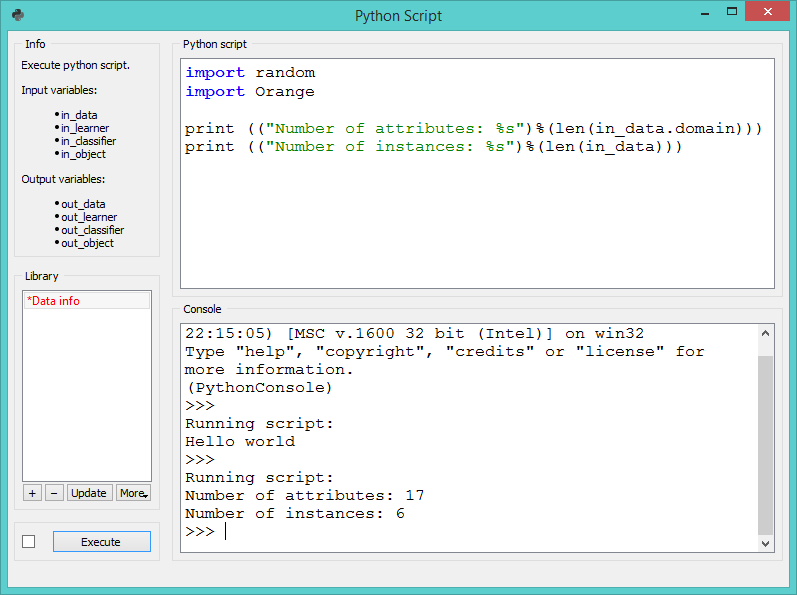 Python Script
Info
Execute python script.
Input variables:
•in_data
•in_learner
•in_classifier
•in_object
Output variables:
•out_data
•out_learner
•out_classifier
•out_object
Library
*Data info
+ − Update More
Execute
Python script
import random
import Orange
print (("Number of attributes: %s")%(len(in_data.domain)))
print (("Number of instances: %s")%(len(in_data)))
Console
22:15:05) [MSC v.1600 32 bit (Intel)] on win32
Type "help", "copyright", "credits" or "license" for
more information.
(PythonConsole)
>>>
Running script:
Hello world
>>>
Running script:
Number of attributes: 17
Number of instances: 6
>>>